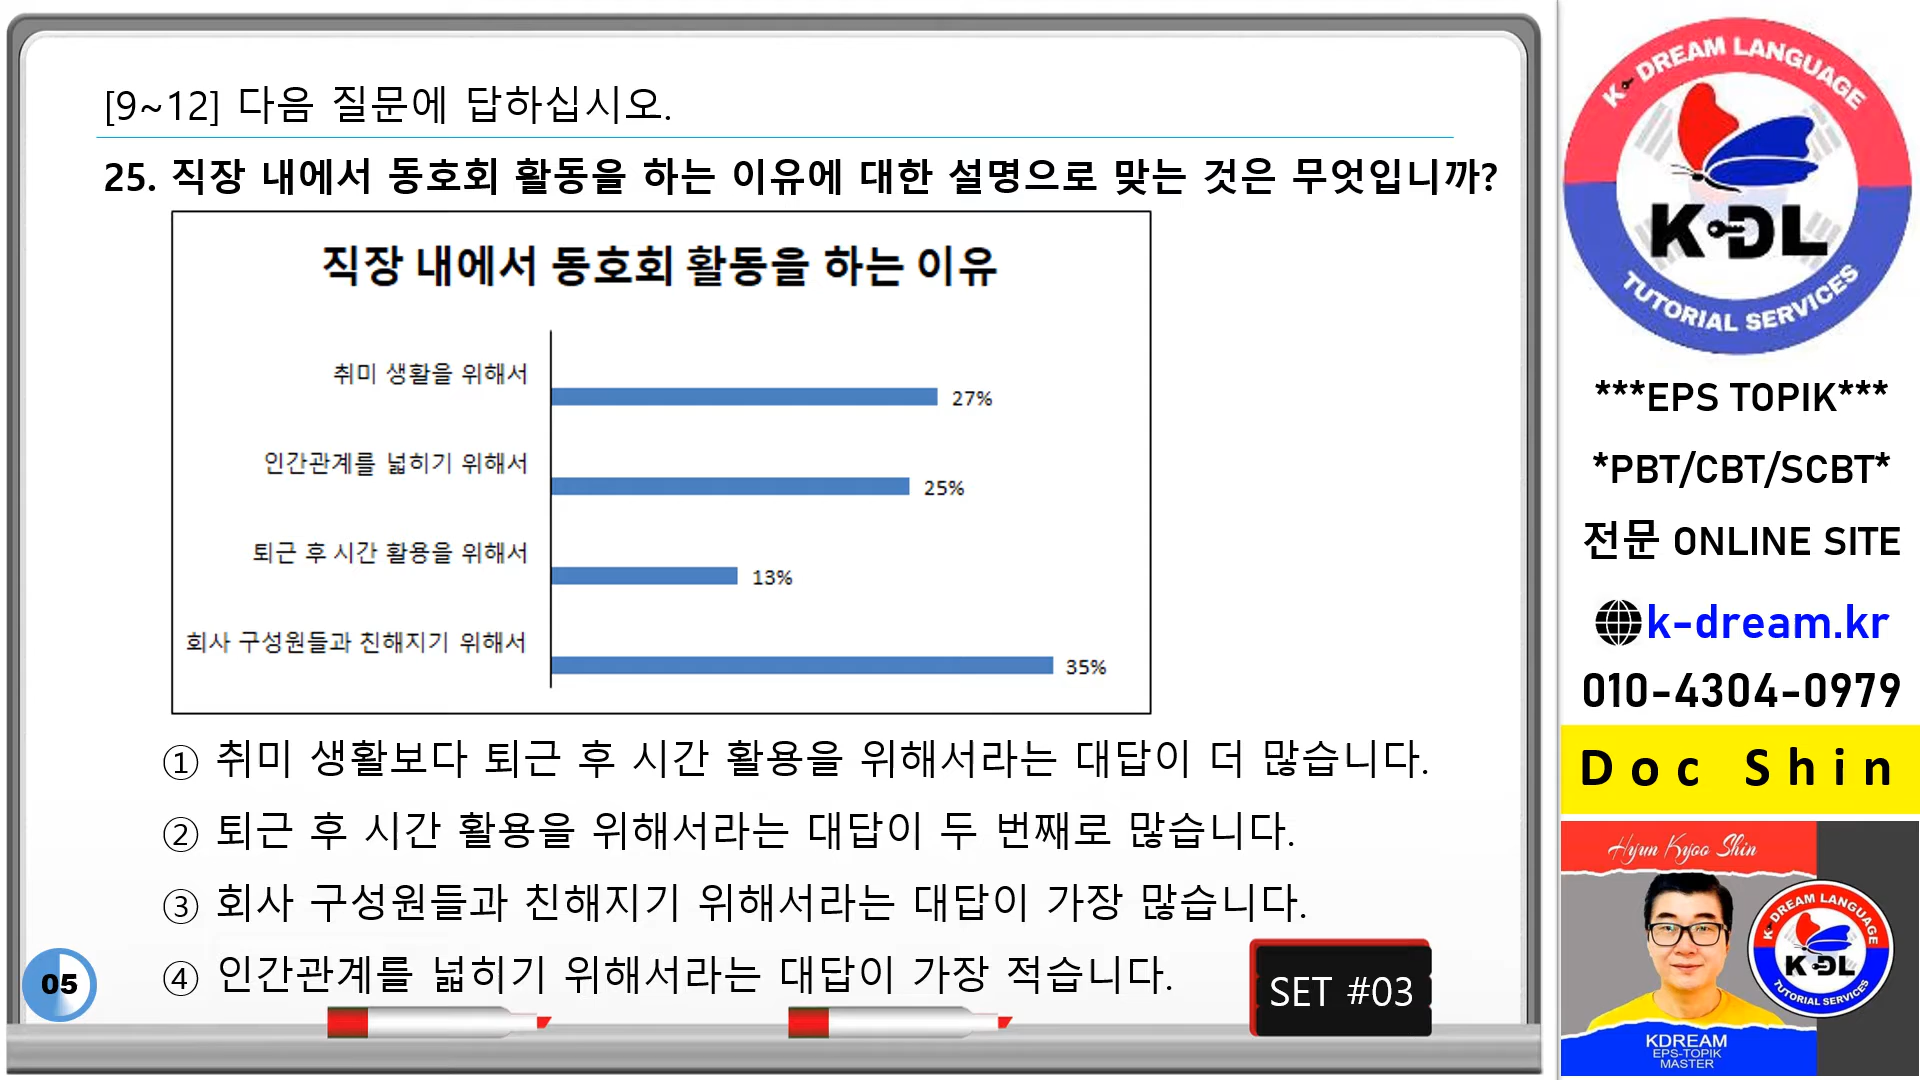 [9~12] 다음 질문에 답하십시오.
25. 직장 내에서 동호회 활동을 하는 이유에 대한 설명으로 맞는 것은 무엇입니까?
직장 내에서 동호회 활동을 하는 이유
취미 생활을 위해서 27%
인간관계를 넓히기 위해서 25%
퇴근 후 시간 활용을 위해서 13%
회사 구성원들과 친해지기 위해서 35%
① 취미 생활보다 퇴근 후 시간 활용을 위해서라는 대답이 더 많습니다.
② 퇴근 후 시간 활용을 위해서라는 대답이 두 번째로 많습니다.
③ 회사 구성원들과 친해지기 위해서라는 대답이 가장 많습니다.
④ 인간관계를 넓히기 위해서라는 대답이 가장 적습니다.
05
SET #03
K-DREAM LANGUAGE
K-DL
TUTORIAL SERVICES
***EPS TOPIK***
*PBT/CBT/SCBT*
전문 ONLINE SITE
k-dream.kr
010-4304-0979
Doc Shin
Hyun Kyoo Shin
K-DREAM LANGUAGE
K-DL
TUTORIAL SERVICES
KDREAM
EPS-TOPIK
MASTER